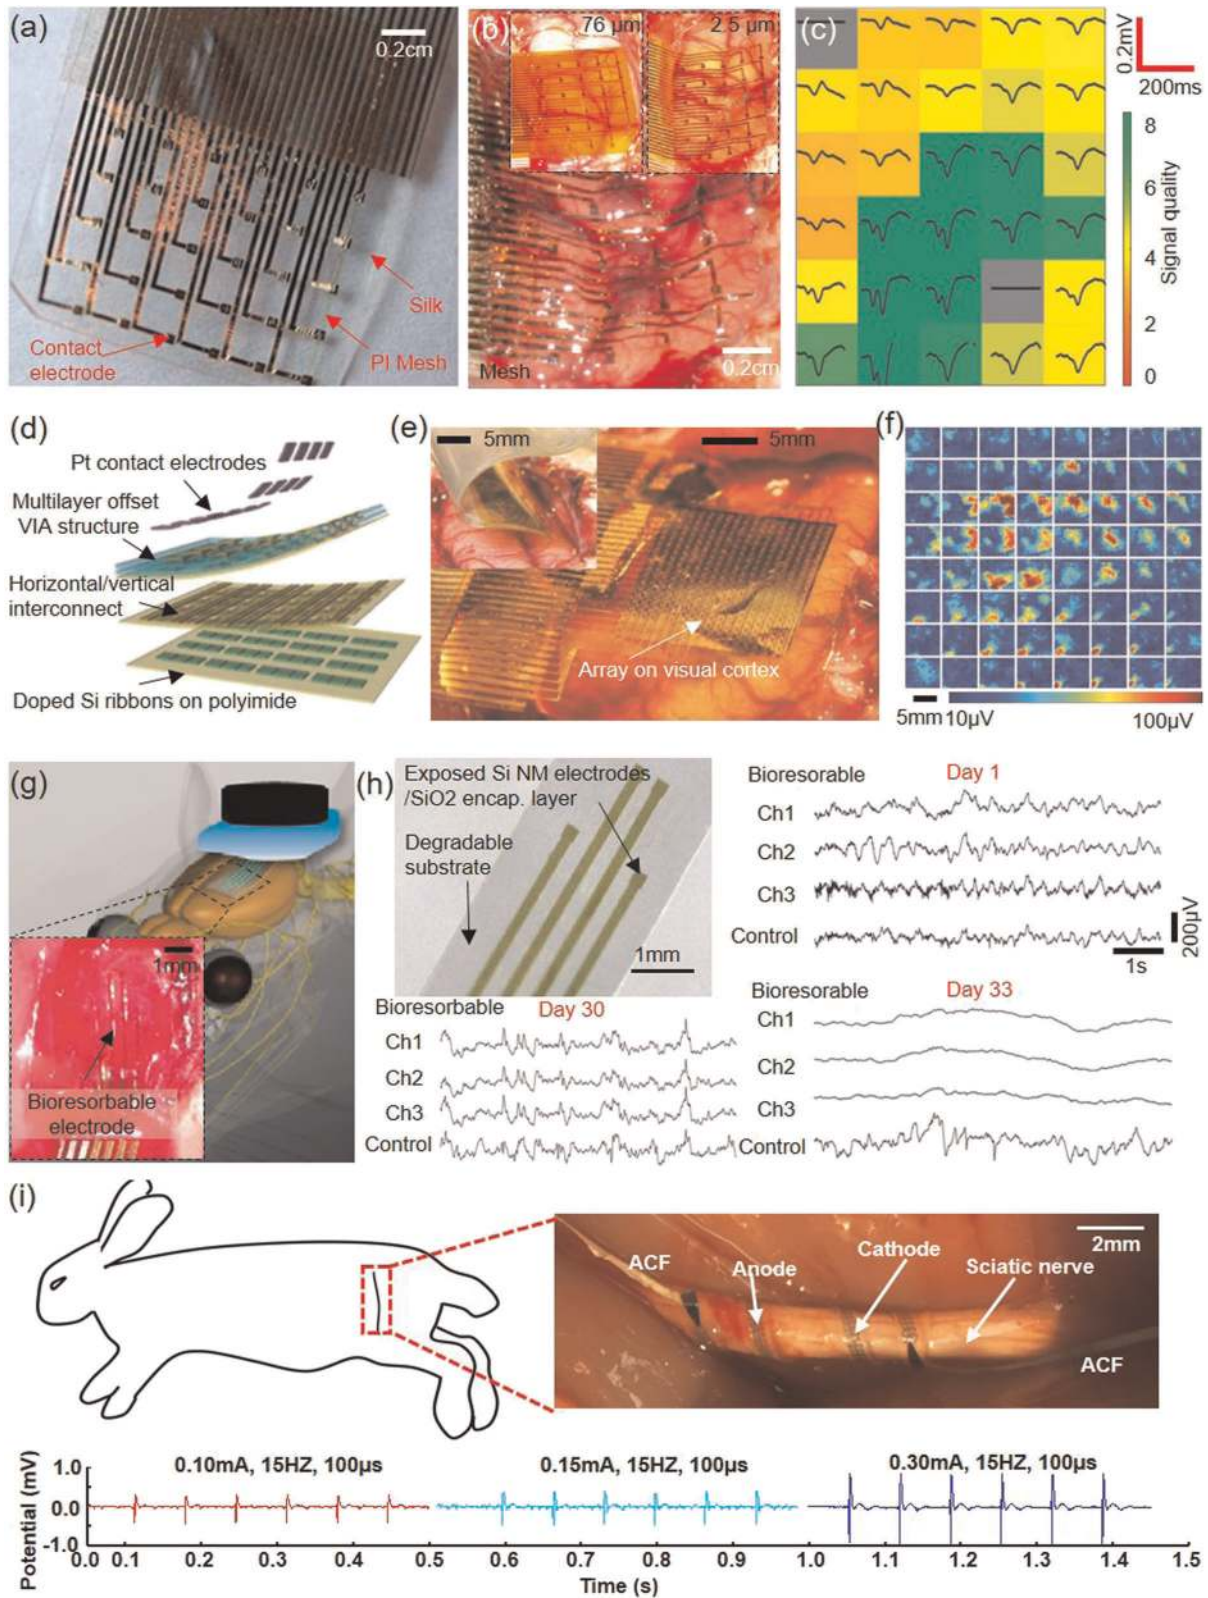 (a)
0.2cm
Silk
PI Mesh
Contact
electrode
(b)
76 µm
2.5 µm
Mesh
0.2cm
(c)
0.2mV
200ms
8
6
4
2
0
Signal quality
(d)
Pt contact electrodes
Multilayer offset
VIA structure
Horizontal/vertical
interconnect
Doped Si ribbons on polyimide
(e)
5mm
5mm
Array on visual cortex
(f)
5mm
10µV
100µV
(g)
1mm
Bioresorbable
electrode
(h)
Exposed Si NM electrodes
/SiO2 encap. layer
Degradable
substrate
1mm
Bioresorable
Day 1
Ch1
Ch2
Ch3
Control
200µV
1s
Bioresorbable
Day 30
Ch1
Ch2
Ch3
Control
Bioresorable
Day 33
Ch1
Ch2
Ch3
Control
(i)
2mm
ACF
Anode
Cathode
Sciatic nerve
ACF
0.10mA, 15HZ, 100µs
0.15mA, 15HZ, 100µs
0.30mA, 15HZ, 100µs
Potential (mV)
1.0
0.0
-1.0
0.0 0.1 0.2 0.3 0.4 0.5 0.6 0.7 0.8 0.9 1.0 1.1 1.2 1.3 1.4 1.5
Time (s)